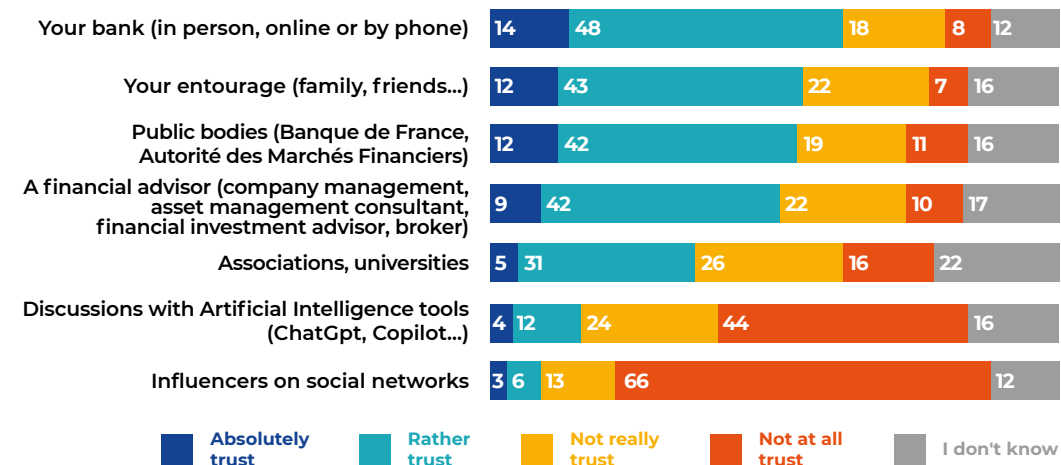 Your bank (in person, online or by phone) 14 48 18 8 12
Your entourage (family, friends...) 12 43 22 7 16
Public bodies (Banque de France,
Autorité des Marchés Financiers) 12 42 19 11 16
A financial advisor (company management,
asset management consultant,
financial investment advisor, broker) 9 42 22 10 17
Associations, universities 5 31 26 16 22
Discussions with Artificial Intelligence tools
(ChatGpt, Copilot...) 4 12 24 44 16
Influencers on social networks 3 6 13 66 12
Absolutely
trust
Rather
trust
Not really
trust
Not at all
trust
I don't know